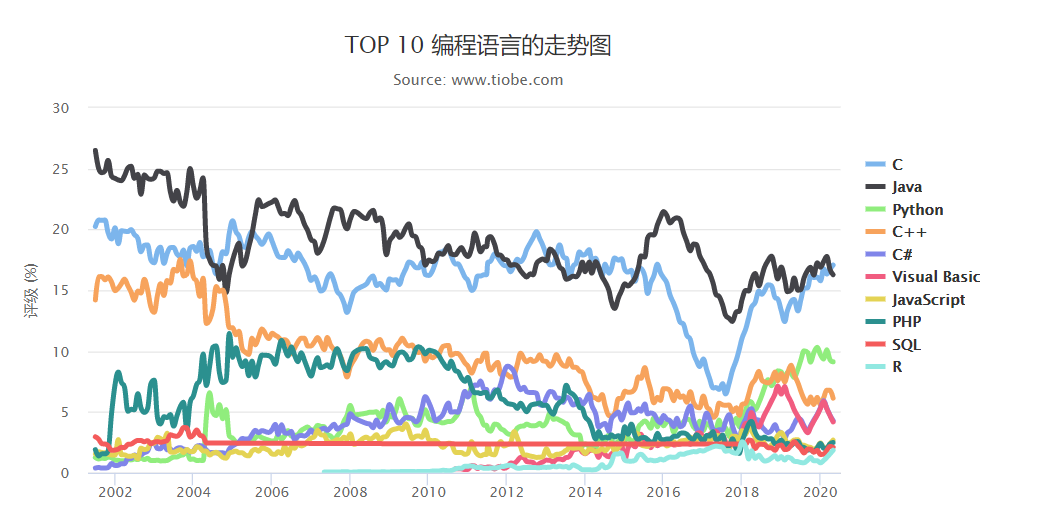 TOP 10 编程语言的走势图
Source: www.tiobe.com
评级 (%)
30
25
20
15
10
5
0
2002 2004 2006 2008 2010 2012 2014 2016 2018 2020
C
Java
Python
C++
C#
Visual Basic
JavaScript
PHP
SQL
R